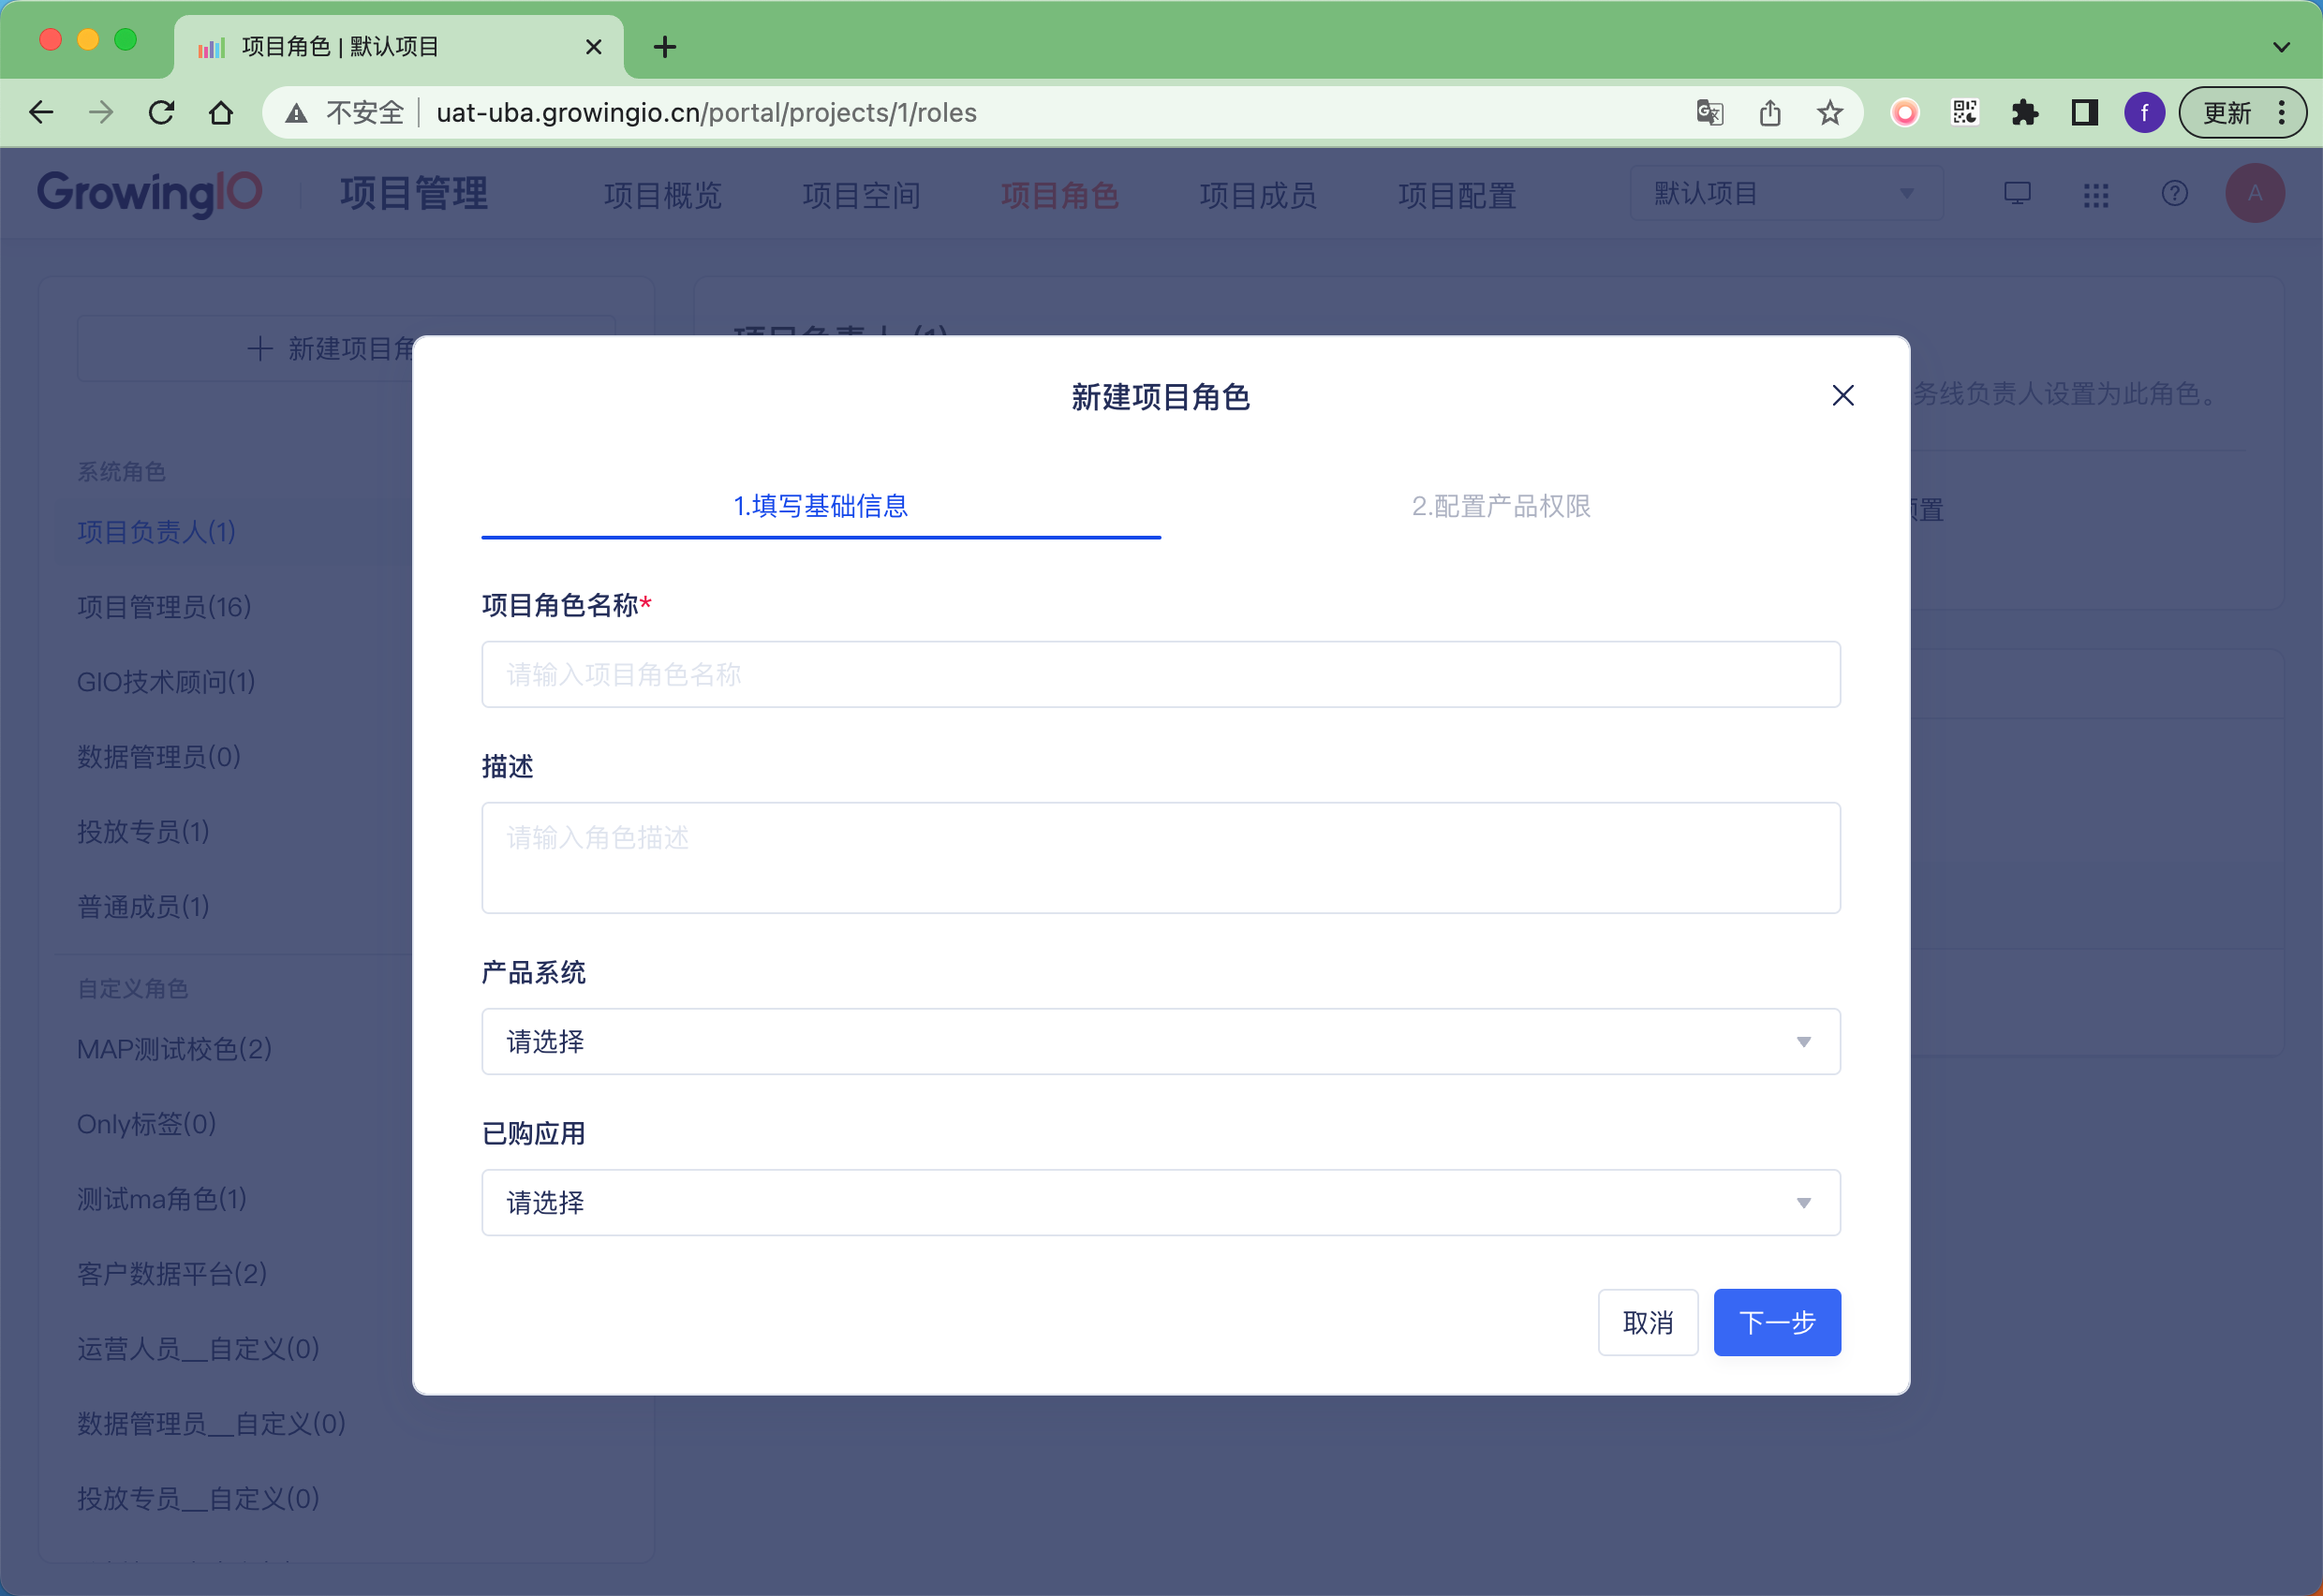 项目角色 | 默认项目
不安全 uat-uba.growingio.cn/portal/projects/1/roles
f
更新
GrowingIO
项目管理
项目概览
项目空间
项目角色
项目成员
项目配置
默认项目
A
新建项目角
项目负责人 (1)
务线负责人设置为此角色。
置
系统角色
项目负责人(1)
项目管理员(16)
GIO技术顾问(1)
数据管理员(0)
投放专员(1)
普通成员(1)
自定义角色
MAP测试校色(2)
Only标签(0)
测试ma角色(1)
客户数据平台(2)
运营人员__自定义(0)
数据管理员__自定义(0)
投放专员__自定义(0)
新建项目角色
1.填写基础信息
2.配置产品权限
项目角色名称*
请输入项目角色名称
描述
请输入角色描述
产品系统
请选择
已购应用
请选择
取消
下一步